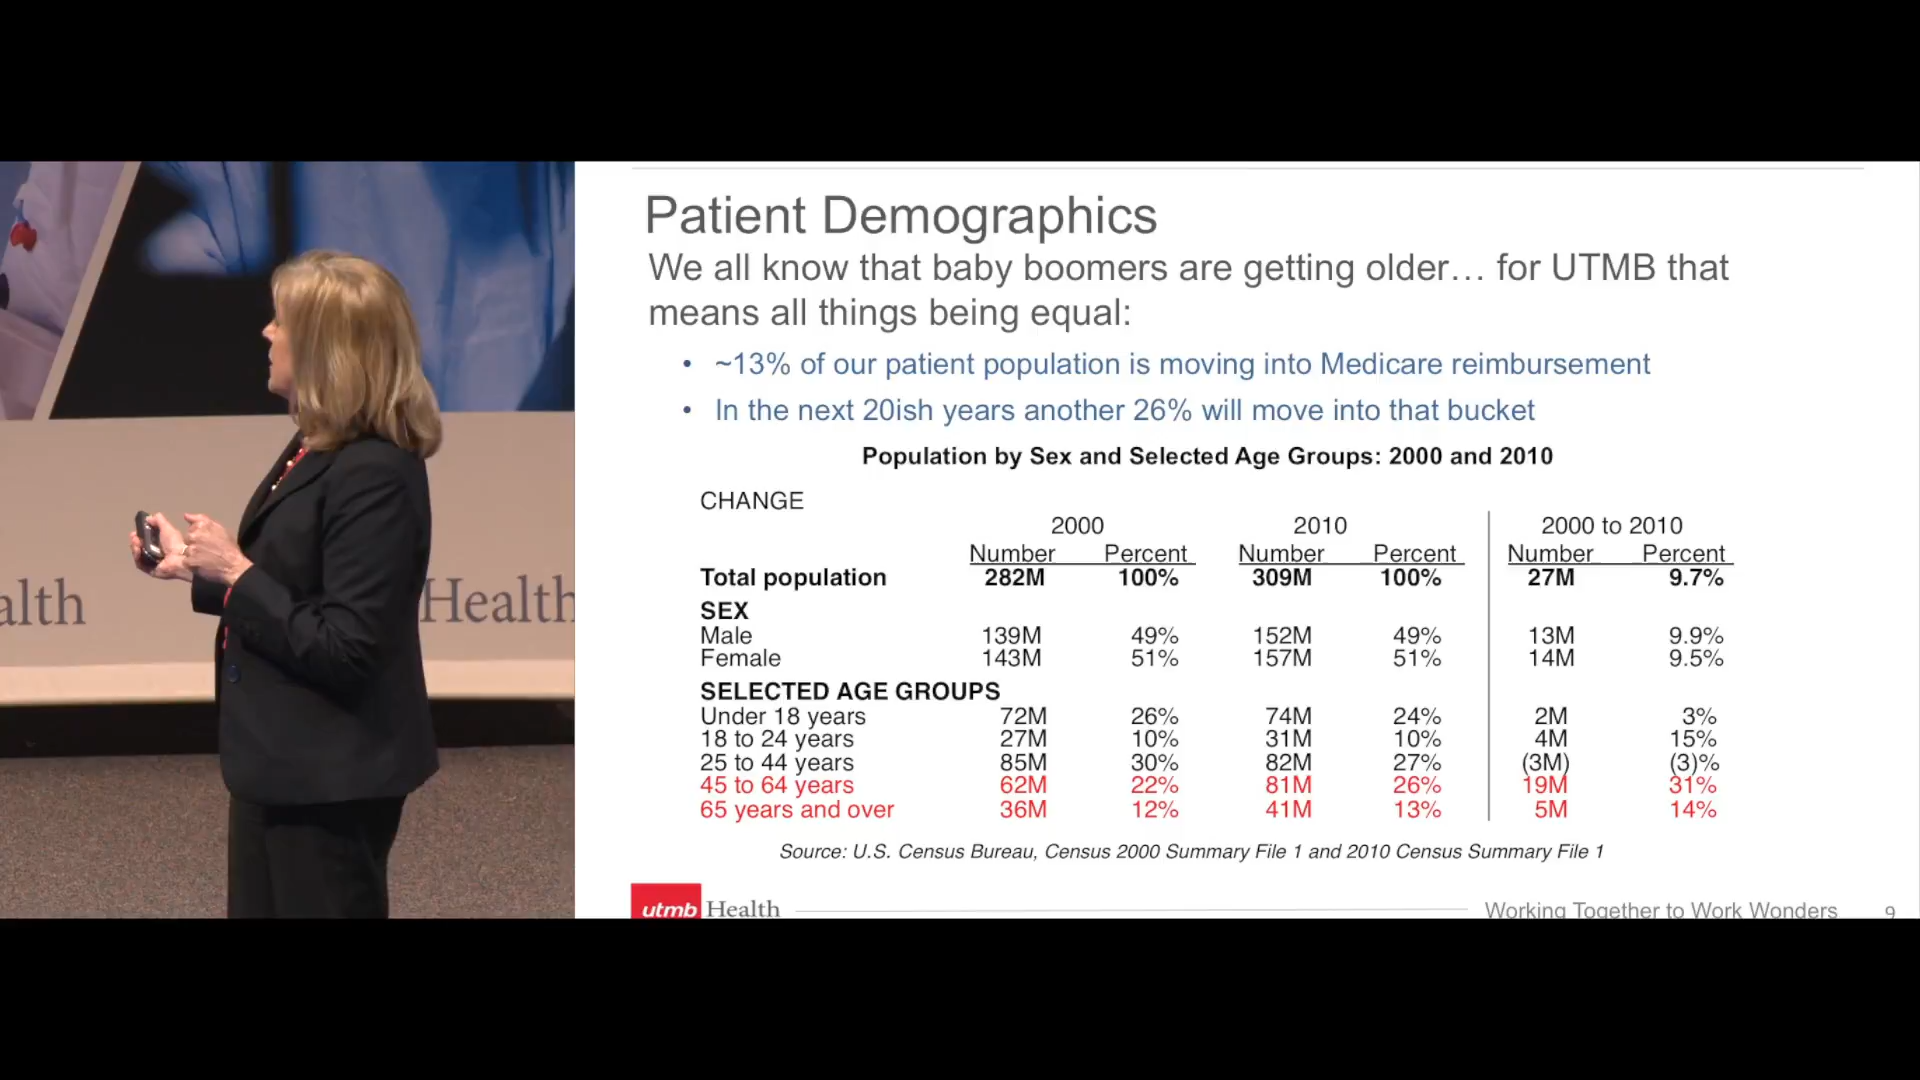 alth
Health
Patient Demographics
We all know that baby boomers are getting older… for UTMB that
means all things being equal:
• ~13% of our patient population is moving into Medicare reimbursement
• In the next 20ish years another 26% will move into that bucket
Population by Sex and Selected Age Groups: 2000 and 2010
CHANGE
2000 2010 2000 to 2010
Number Percent Number Percent Number Percent
Total population 282M 100% 309M 100% 27M 9.7%
SEX
Male 139M 49% 152M 49% 13M 9.9%
Female 143M 51% 157M 51% 14M 9.5%
SELECTED AGE GROUPS
Under 18 years 72M 26% 74M 24% 2M 3%
18 to 24 years 27M 10% 31M 10% 4M 15%
25 to 44 years 85M 30% 82M 27% (3M) (3)%
45 to 64 years 62M 22% 81M 26% 19M 31%
65 years and over 36M 12% 41M 13% 5M 14%
Source: U.S. Census Bureau, Census 2000 Summary File 1 and 2010 Census Summary File 1
utmb Health Working Together to Work Wonders 9